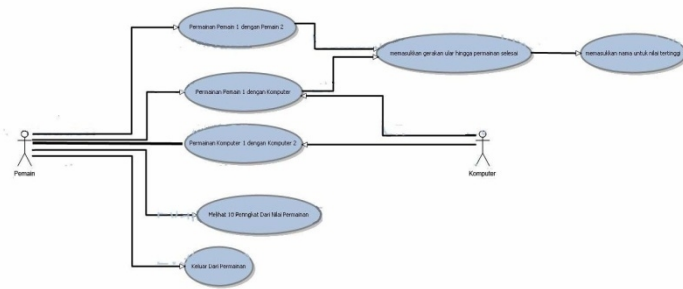 Permainan Pemain 1 dengan Pemain 2
memasukkan gerakan ular hingga permainan selesai
memasukkan nama untuk nilai tertinggi
Permainan Pemain 1 dengan Komputer
Permainan Komputer 1 dengan Komputer 2
Pemain
Komputer
Melihat 10 Peringkat Dari Nilai Permainan
Keluar Dari Permainan